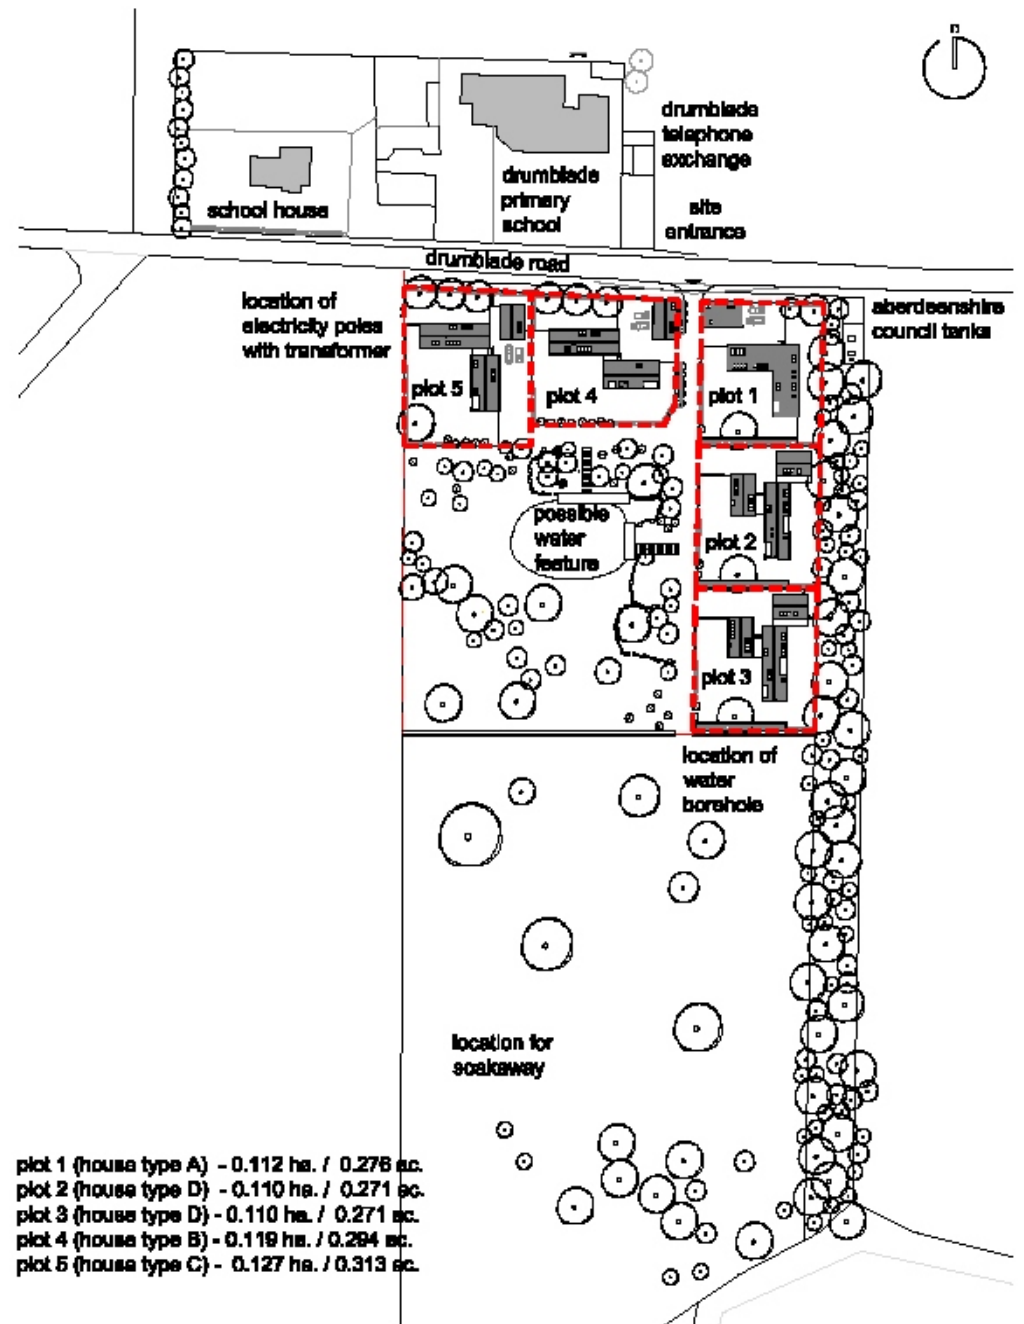 n
drumblade
telephone
exchange
drumblade
primary
school
school house
site
entrance
drumblade road
location of
electricity poles
with transformer
aberdeenshire
council tanks
plot 5
plot 4
plot 1
possible
water
feature
plot 2
plot 3
location of
water
borehole
location for
soakaway
plot 1 (house type A) - 0.112 ha. / 0.276 ac.
plot 2 (house type D) - 0.110 ha. / 0.271 ac.
plot 3 (house type D) - 0.110 ha. / 0.271 ac.
plot 4 (house type B) - 0.119 ha. / 0.294 ac.
plot 5 (house type C) - 0.127 ha. / 0.313 ac.